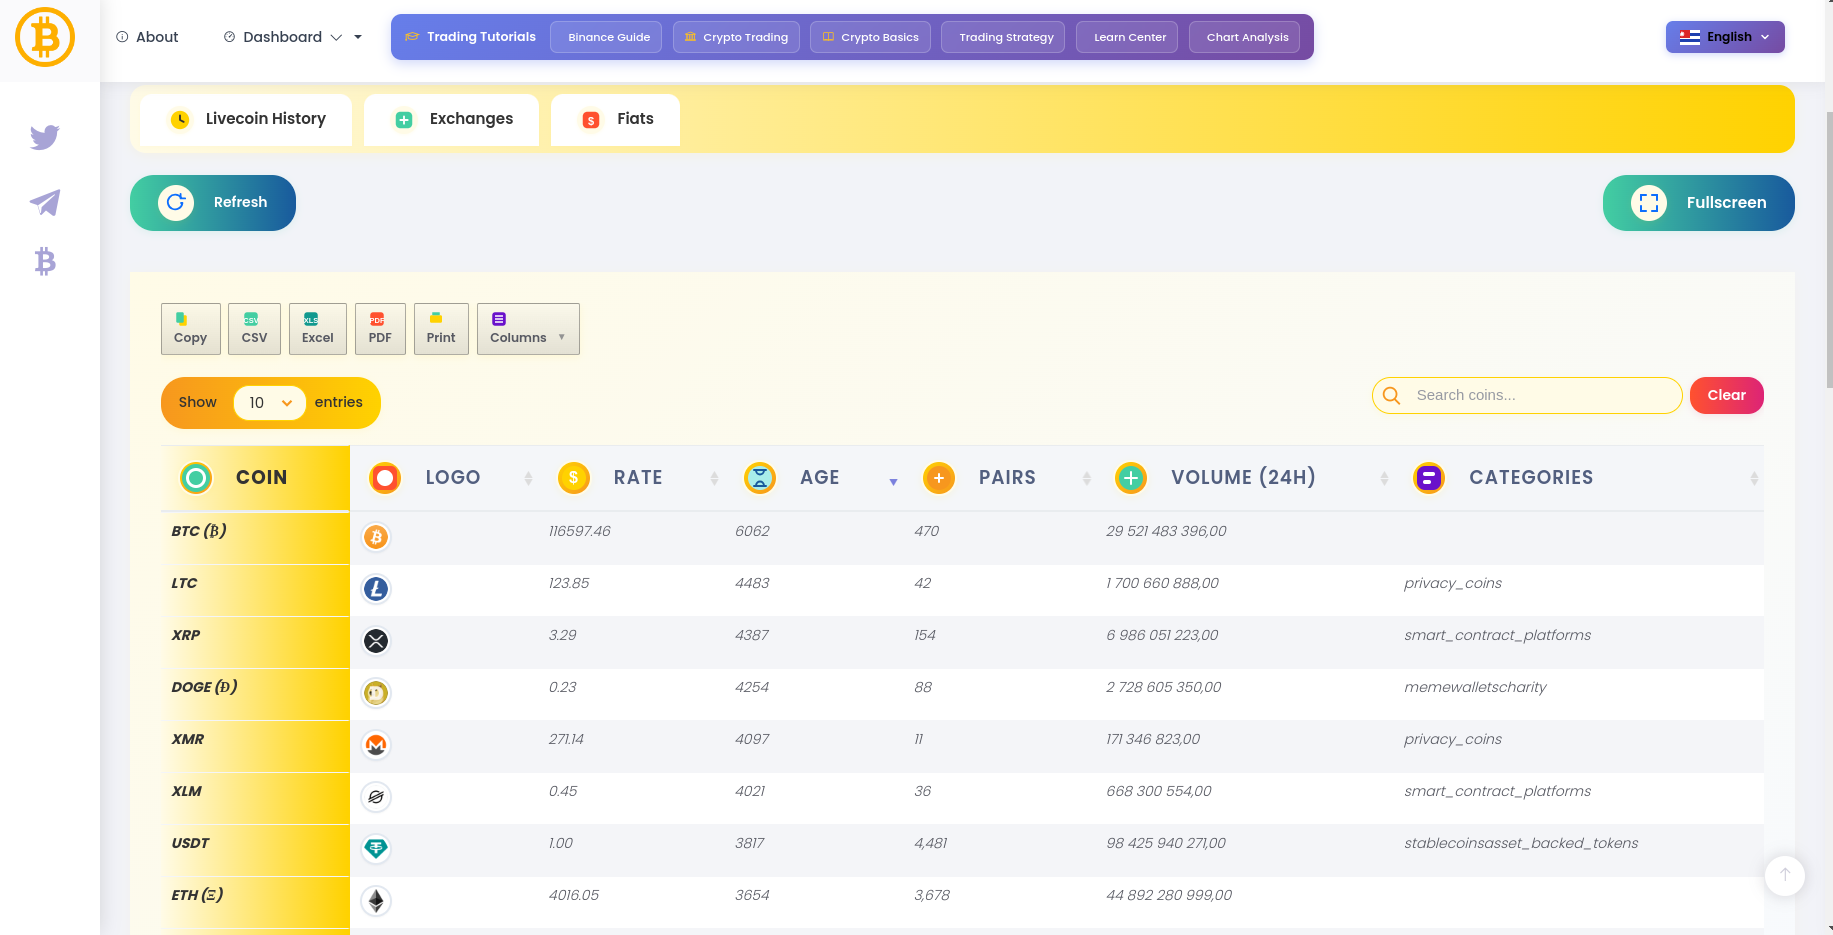 About
Dashboard
Trading Tutorials
Binance Guide
Crypto Trading
Crypto Basics
Trading Strategy
Learn Center
Chart Analysis
English
Livecoin History
Exchanges
$ Fiats
Refresh
Fullscreen
Copy
CSV CSV
XLS Excel
PDF PDF
Print
Columns
Show 10 entries
Search coins...
Clear
COIN LOGO $ RATE AGE PAIRS VOLUME (24H) CATEGORIES
BTC (₿) 116597.46 6062 470 29 521 483 396,00
LTC 123.85 4483 42 1 700 660 888,00 privacy_coins
XRP 3.29 4387 154 6 986 051 223,00 smart_contract_platforms
DOGE (Ð) 0.23 4254 88 2 728 605 350,00 memewalletscharity
XMR 271.14 4097 11 171 346 823,00 privacy_coins
XLM 0.45 4021 36 668 300 554,00 smart_contract_platforms
USDT 1.00 3817 4,481 98 425 940 271,00 stablecoinsasset_backed_tokens
ETH (Ξ) 4016.05 3654 3,678 44 892 280 999,00